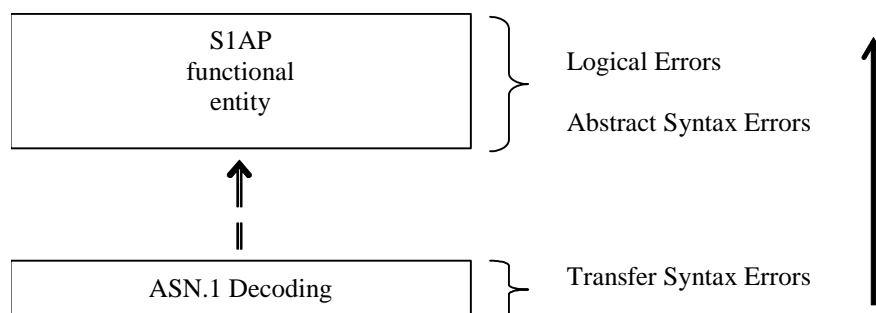 S1AP
functional
entity
Logical Errors
Abstract Syntax Errors
ASN.1 Decoding
Transfer Syntax Errors